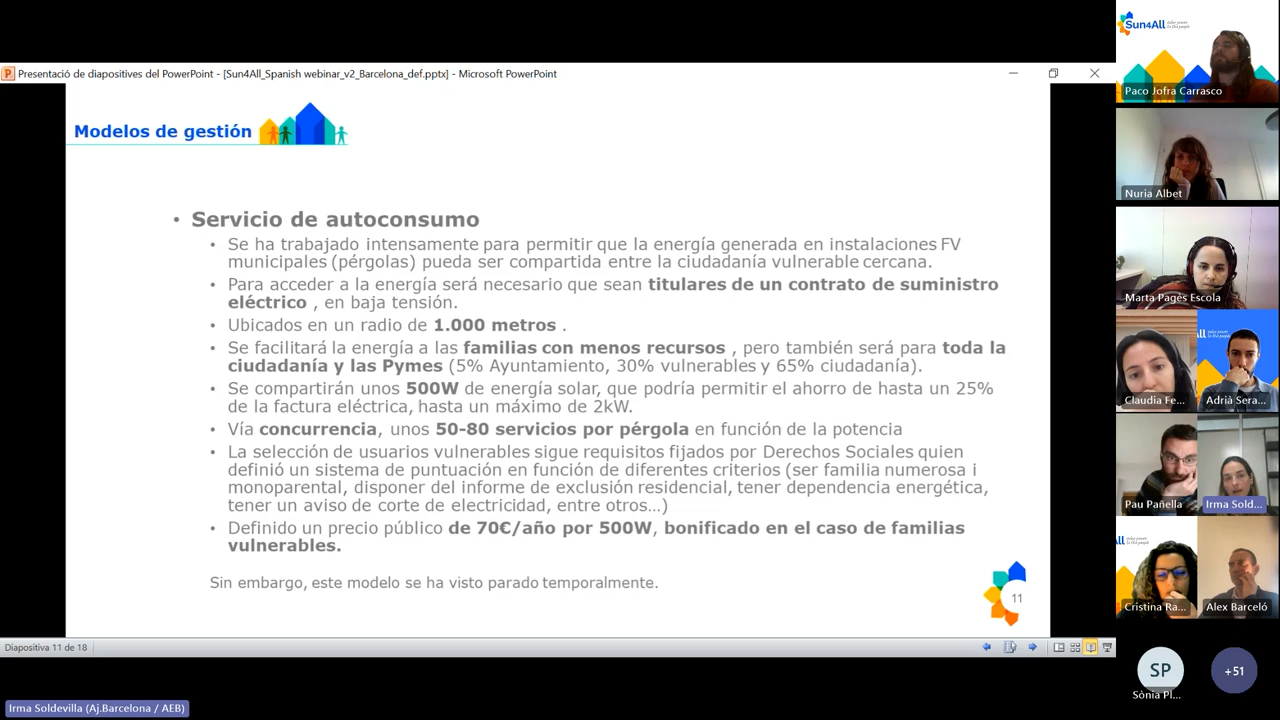 Presentació de diapositives del PowerPoint - [Sun4All_Spanish webinar_v2_Barcelona_def.pptx] - Microsoft PowerPoint
Modelos de gestión
• Servicio de autoconsumo
• Se ha trabajado intensamente para permitir que la energía generada en instalaciones FV
municipales (pérgolas) pueda ser compartida entre la ciudadanía vulnerable cercana.
• Para acceder a la energía será necesario que sean titulares de un contrato de suministro
eléctrico , en baja tensión.
• Ubicados en un radio de 1.000 metros .
• Se facilitará la energía a las familias con menos recursos , pero también será para toda la
ciudadanía y las Pymes (5% Ayuntamiento, 30% vulnerables y 65% ciudadanía).
• Se compartirán unos 500W de energía solar, que podría permitir el ahorro de hasta un 25%
de la factura eléctrica, hasta un máximo de 2kW.
• Vía concurrencia, unos 50-80 servicios por pérgola en función de la potencia
• La selección de usuarios vulnerables sigue requisitos fijados por Derechos Sociales quien
definió un sistema de puntuación en función de diferentes criterios (ser familia numerosa i
monoparental, disponer del informe de exclusión residencial, tener dependencia energética,
tener un aviso de corte de electricidad, entre otros...)
• Definido un precio público de 70€/año por 500W, bonificado en el caso de familias
vulnerables.
Sin embargo, este modelo se ha visto parado temporalmente.
11
Diapositiva 11 de 18
Irma Soldevilla (Aj.Barcelona / AEB)
Sun4All
Paco Jofra Carrasco
Nuria Albet
Marta Pagès Escola
Claudia Fe...
All
Adrià Sera...
Pau Pañella
Irma Sold...
All
Cristina Ra...
Alex Barceló
SP
Sònia Pl...
+51